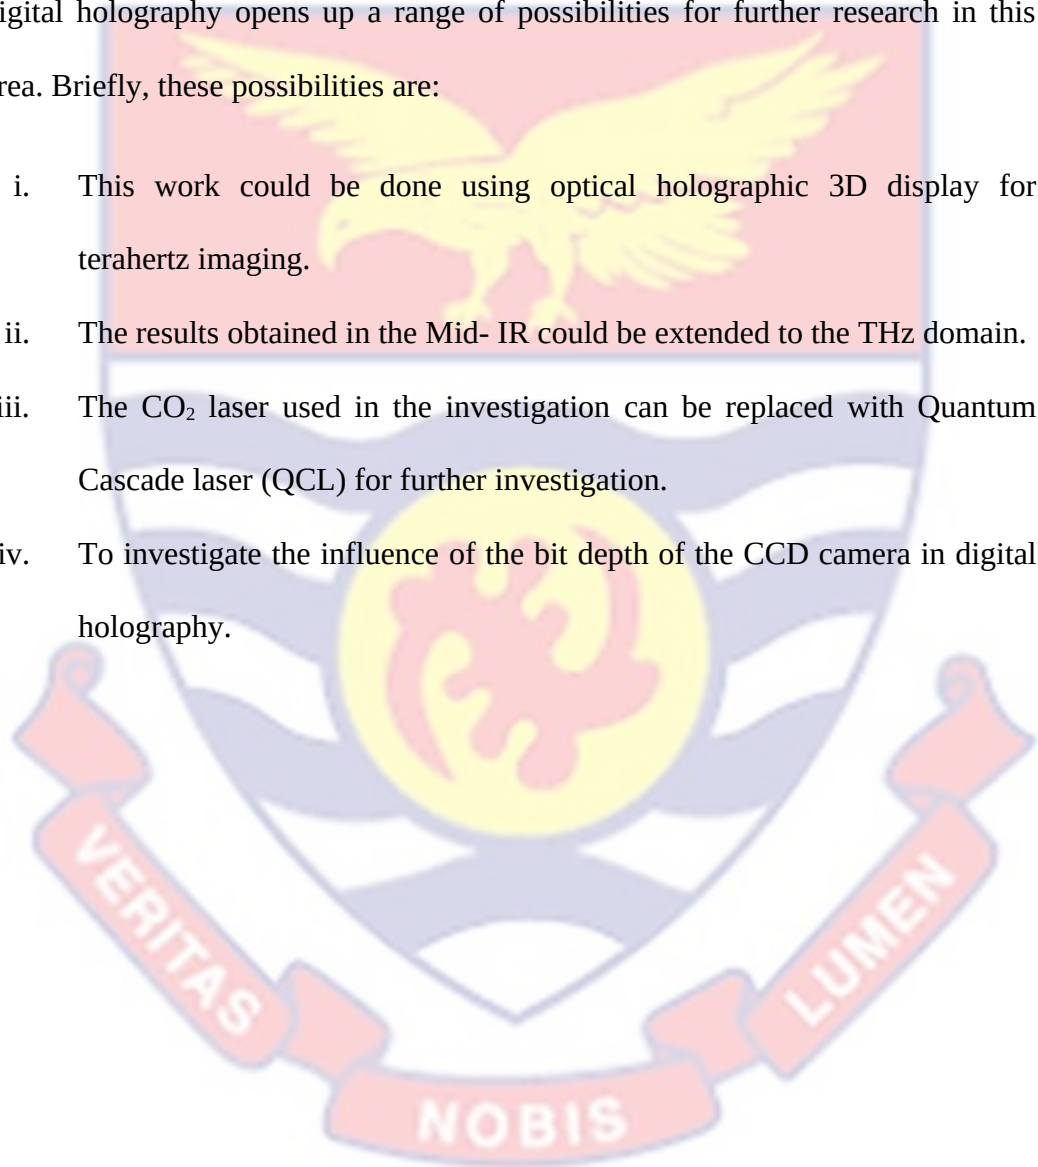 igital holography opens up a range of possibilities for further research in this
rea. Briefly, these possibilities are:
i. This work could be done using optical holographic 3D display for
terahertz imaging.
ii. The results obtained in the Mid- IR could be extended to the THz domain.
iii. The CO₂ laser used in the investigation can be replaced with Quantum
Cascade laser (QCL) for further investigation.
iv. To investigate the influence of the bit depth of the CCD camera in digital
holography.
VERITAS
NOBIS
LUMEN